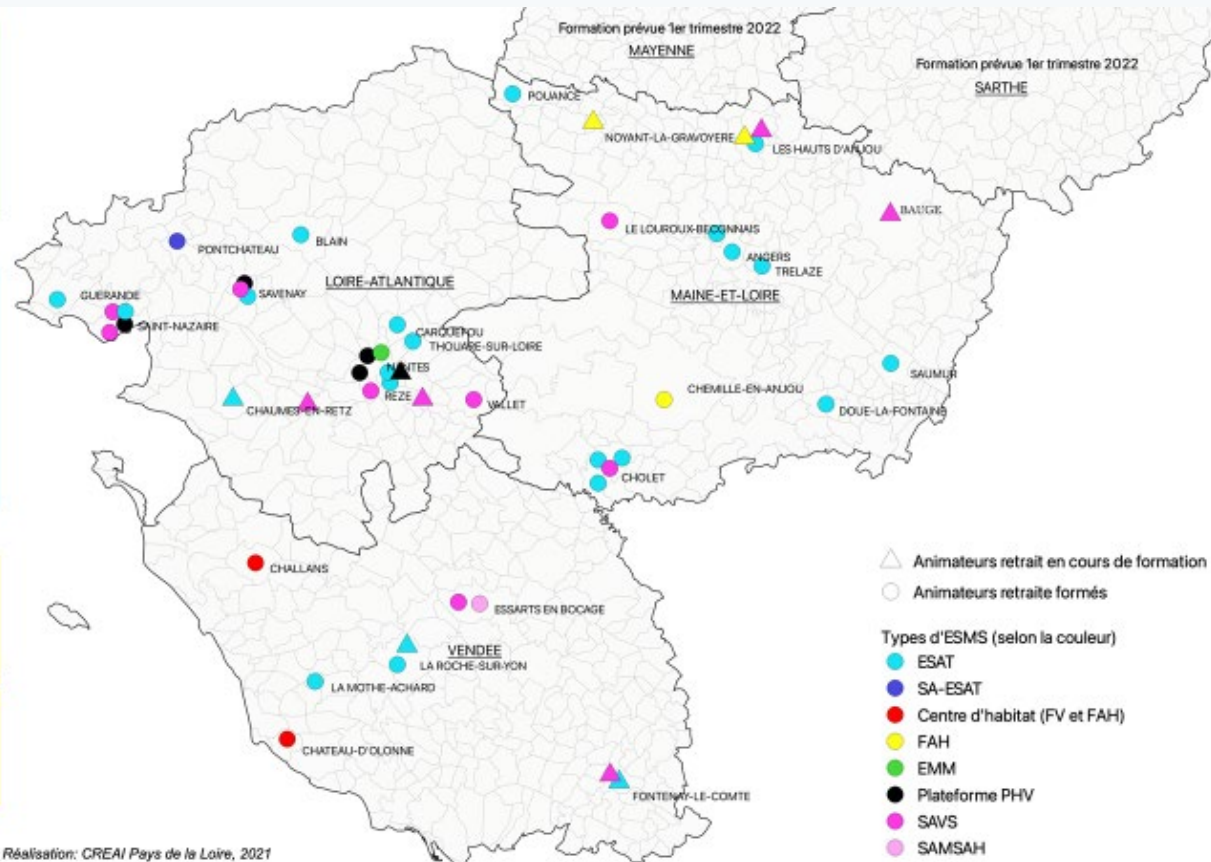 Formation prévue 1er trimestre 2022
MAYENNE
Formation prévue 1er trimestre 2022
SARTHE
POUANCE
NOYANT-LA-GRAVOYERE
LES HAUTS D'ANJOU
BAUGE
LE LOUROUX-BECONNAIS
PONTCHATEAU
BLAIN
ANGERS
TRELAZE
LOIRE-ATLANTIQUE
MAINE-ET-LOIRE
GUERANDE
SAVENAY
SAINT-NAZAIRE
CARQUEFOU
THOUARE-SUR-LOIRE
NANTES
SAUMUR
REZE
CHEMILLE-EN-ANJOU
VALLET
CHAUMES-EN-RETZ
DOUE-LA-FONTAINE
CHOLET
CHALLANS
ESSARTS EN BOCAGE
VENDEE
LA ROCHE-SUR-YON
LA MOTHE-ACHARD
CHATEAU-D'OLONNE
FONTENAY-LE-COMTE
Animateurs retrait en cours de formation
Animateurs retraite formés
Types d'ESMS (selon la couleur)
ESAT
SA-ESAT
Centre d'habitat (FV et FAH)
FAH
EMM
Plateforme PHV
SAVS
SAMSAH
Réalisation: CREAI Pays de la Loire, 2021